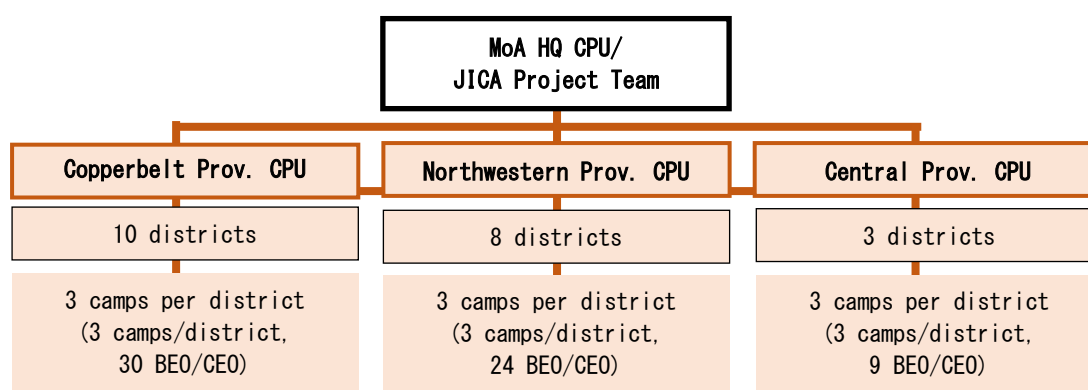 MoA HQ CPU/
JICA Project Team
Copperbelt Prov. CPU
Northwestern Prov. CPU
Central Prov. CPU
10 districts
8 districts
3 districts
3 camps per district
(3 camps/district,
30 BEO/CEO)
3 camps per district
(3 camps/district,
24 BEO/CEO)
3 camps per district
(3 camps/district,
9 BEO/CEO)